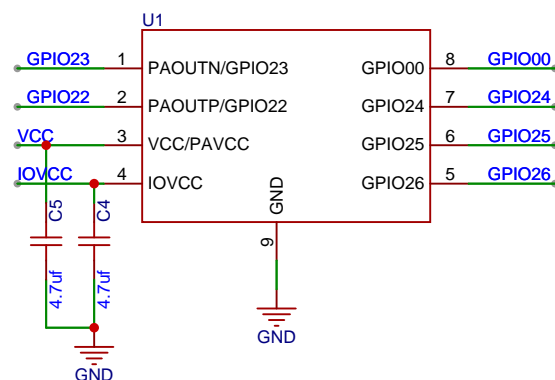 U1
GPIO23 1 PAOUTN/GPIO23 GPIO00 8 GPIO00
GPIO22 2 PAOUTP/GPIO22 GPIO24 7 GPIO24
VCC 3 VCC/PAVCC GPIO25 6 GPIO25
IOVCC 4 IOVCC GPIO26 5 GPIO26
GND
9
C5 C4
4.7uf 4.7uf
GND
GND